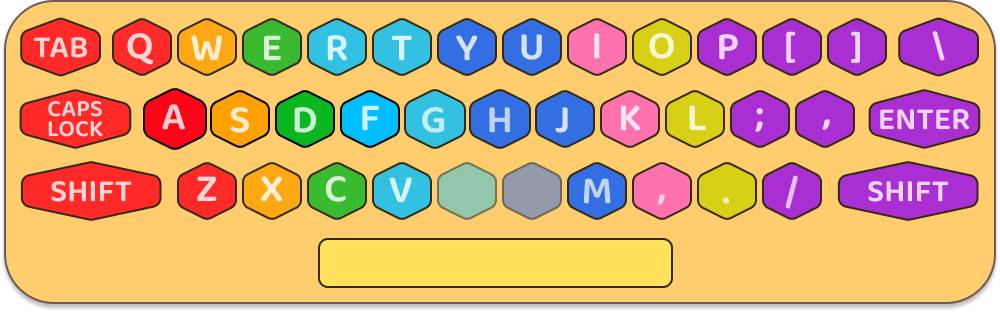 TAB Q W E R T Y U I O P [ ] \
CAPS LOCK A S D F G H J K L ; , ENTER
SHIFT Z X C V M , . / SHIFT